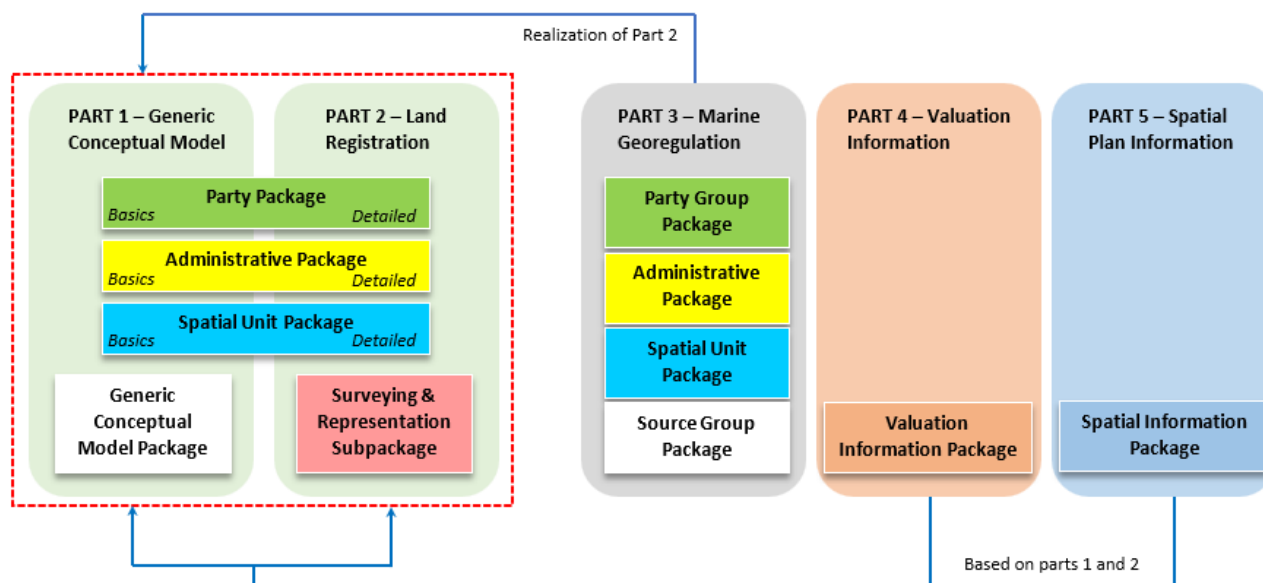 Realization of Part 2
PART 1 – Generic
Conceptual Model
PART 2 – Land
Registration
Party Package
Basics
Detailed
Administrative Package
Basics
Detailed
Spatial Unit Package
Basics
Detailed
Generic
Conceptual
Model Package
Surveying &
Representation
Subpackage
PART 3 – Marine
Georegulation
Party Group
Package
Administrative
Package
Spatial Unit
Package
Source Group
Package
PART 4 – Valuation
Information
Valuation
Information Package
PART 5 – Spatial
Plan Information
Spatial Information
Package
Based on parts 1 and 2